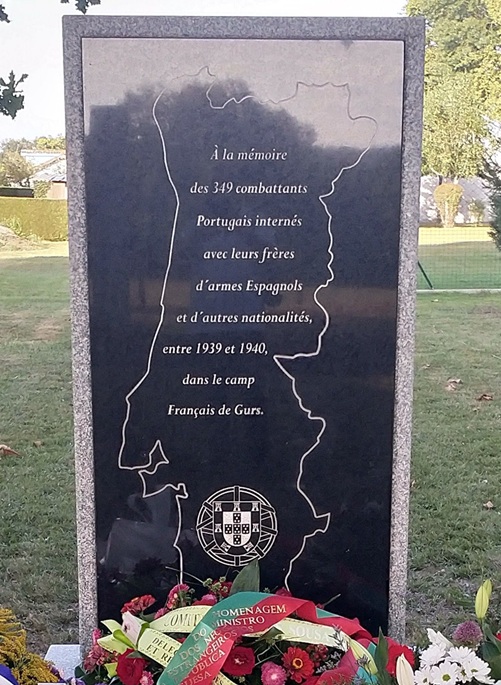 À la mémoire
des 349 combattants
Portugais internés
avec leurs frères
d´armes Espagnols
et d´autres nationalités,
entre 1939 et 1940,
dans le camp
Français de Gurs.
HOMENAGEM
DO MINISTRO